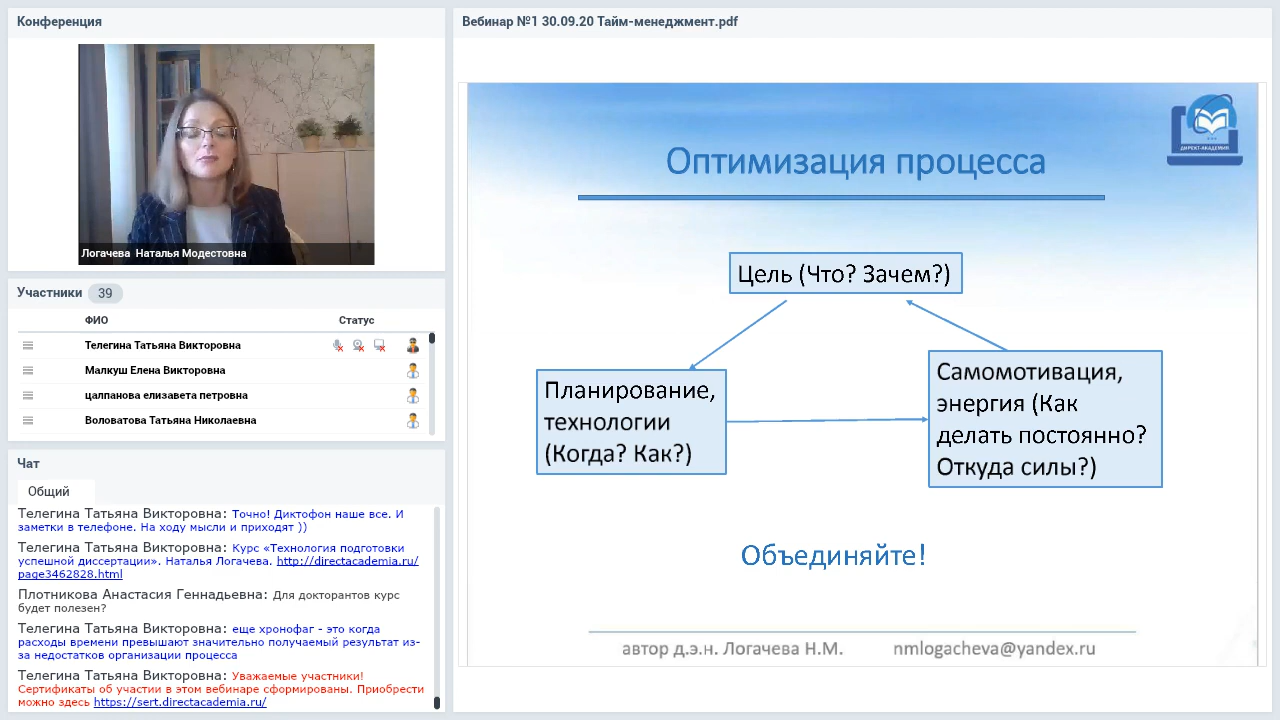 Конференция
Логачева Наталья Модестовна
Участники 39
ФИО Статус
Телегина Татьяна Викторовна
Малкуш Елена Викторовна
цалпанова елизавета петровна
Воловатова Татьяна Николаевна
Чат
Общий
Телегина Татьяна Викторовна: Точно! Диктофон наше все. И
заметки в телефоне. На ходу мысли и приходят ))
Телегина Татьяна Викторовна: Курс «Технология подготовки
успешной диссертации». Наталья Логачева. http://directacademia.ru/
page3462828.html
Плотникова Анастасия Геннадьевна: Для докторантов курс
будет полезен?
Телегина Татьяна Викторовна: еще хронофаг - это когда
расходы времени превышают значительно получаемый результат из-
за недостатков организации процесса
Телегина Татьяна Викторовна: Уважаемые участники!
Сертификаты об участии в этом вебинаре сформированы. Приобрести
можно здесь https://sert.directacademia.ru/
Вебинар №1 30.09.20 Тайм-менеджмент.pdf
ДИРЕКТ-АКАДЕМИЯ
Оптимизация процесса
Цель (Что? Зачем?)
Планирование,
технологии
(Когда? Как?)
Самомотивация,
энергия (Как
делать постоянно?
Откуда силы?)
Объединяйте!
автор д.э.н. Логачева Н.М. nmlogacheva@yandex.ru